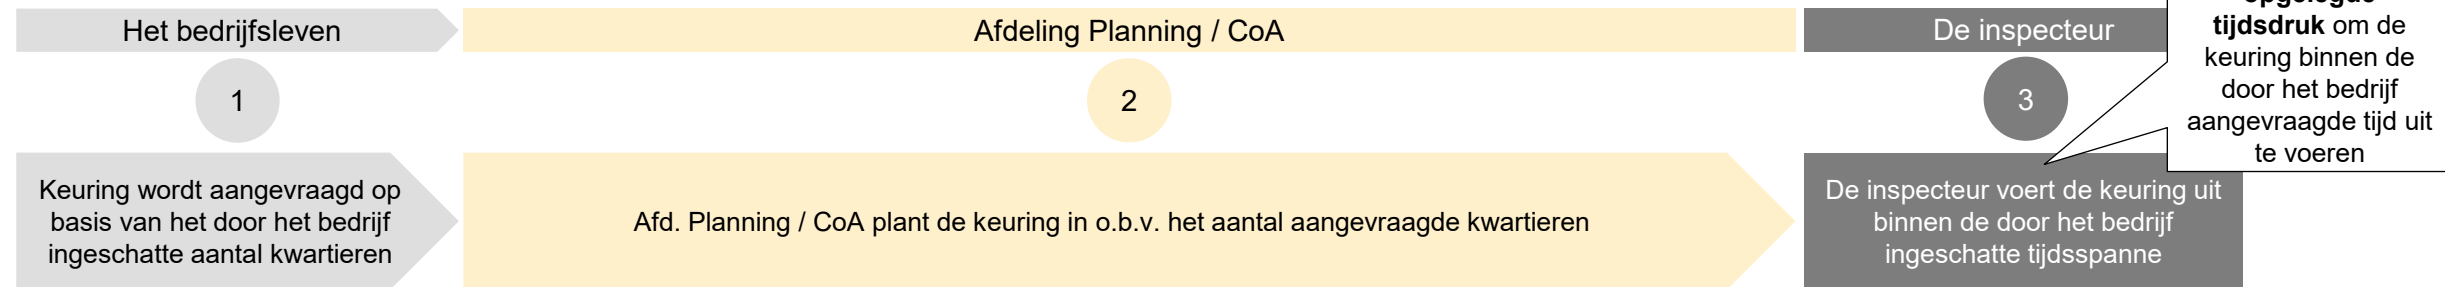 Het bedrijfsleven
Afdeling Planning / CoA
De inspecteur
opgelegde
tijdsdruk om de
keuring binnen de
door het bedrijf
aangevraagde tijd uit
te voeren
1
2
3
Keuring wordt aangevraagd op
basis van het door het bedrijf
ingeschatte aantal kwartieren
Afd. Planning / CoA plant de keuring in o.b.v. het aantal aangevraagde kwartieren
De inspecteur voert de keuring uit
binnen de door het bedrijf
ingeschatte tijdsspanne